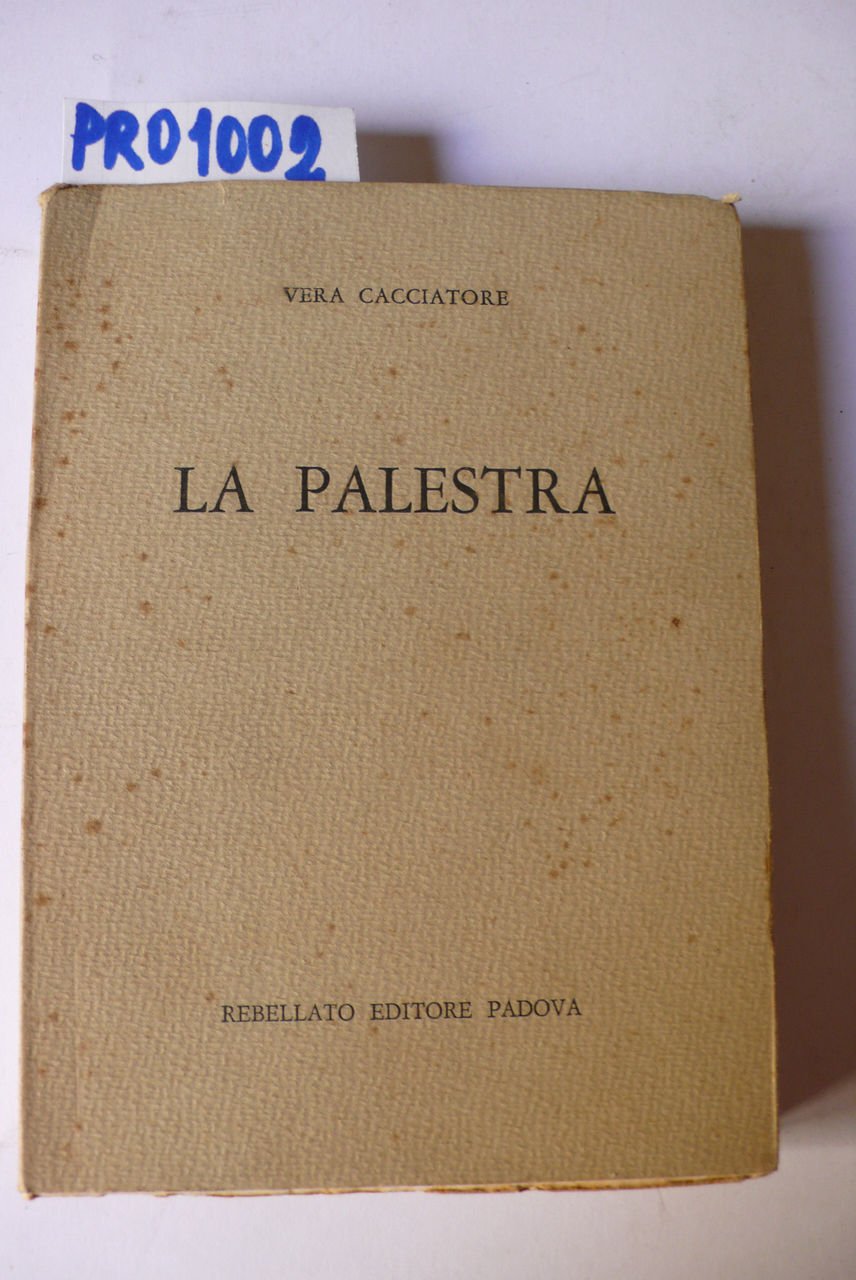 PRO1002
VERA CACCIATORE
LA PALESTRA
REBELLATO EDITORE PADOVA